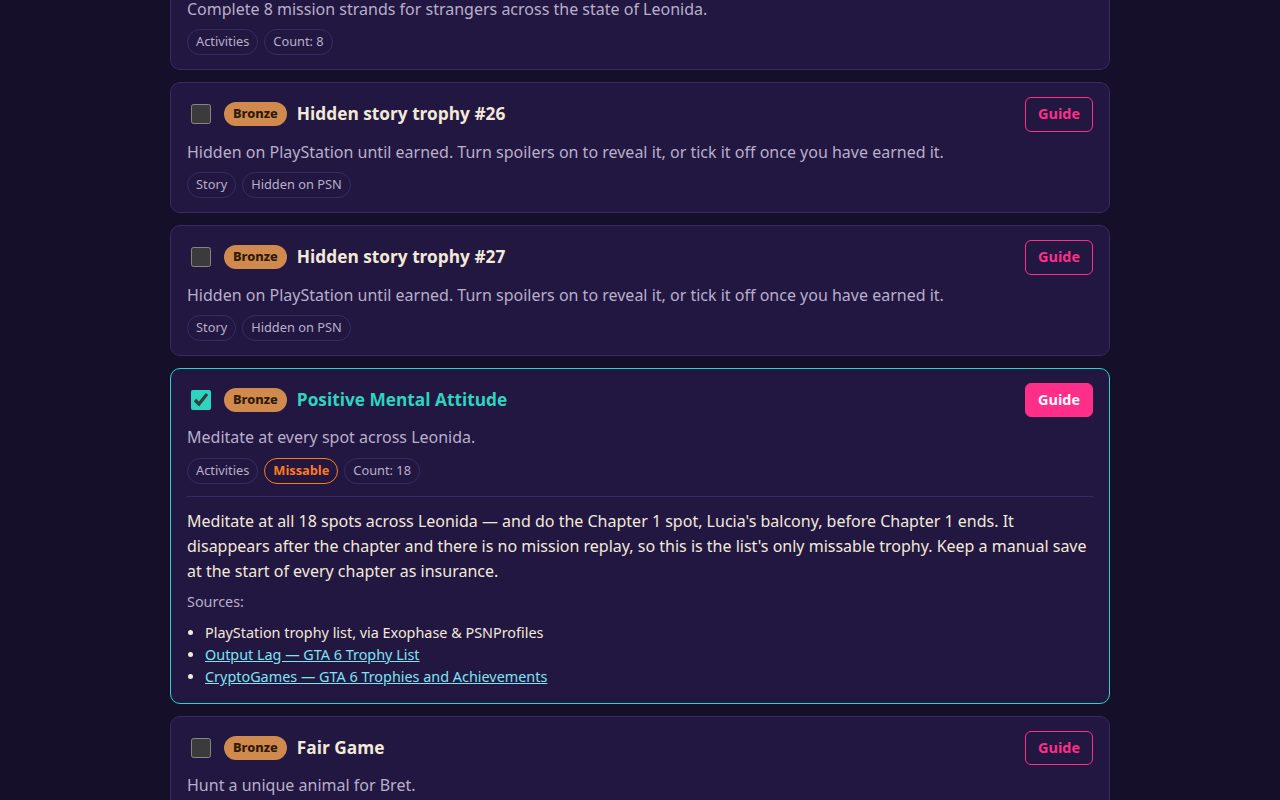 Complete 8 mission strands for strangers across the state of Leonida.
Activities Count: 8
Bronze Hidden story trophy #26 Guide
Hidden on PlayStation until earned. Turn spoilers on to reveal it, or tick it off once you have earned it.
Story Hidden on PSN
Bronze Hidden story trophy #27 Guide
Hidden on PlayStation until earned. Turn spoilers on to reveal it, or tick it off once you have earned it.
Story Hidden on PSN
Bronze Positive Mental Attitude Guide
Meditate at every spot across Leonida.
Activities Missable Count: 18
Meditate at all 18 spots across Leonida — and do the Chapter 1 spot, Lucia's balcony, before Chapter 1 ends. It
disappears after the chapter and there is no mission replay, so this is the list's only missable trophy. Keep a manual save
at the start of every chapter as insurance.
Sources:
PlayStation trophy list, via Exophase & PSNProfiles
Output Lag — GTA 6 Trophy List
CryptoGames — GTA 6 Trophies and Achievements
Bronze Fair Game Guide
Hunt a unique animal for Bret.